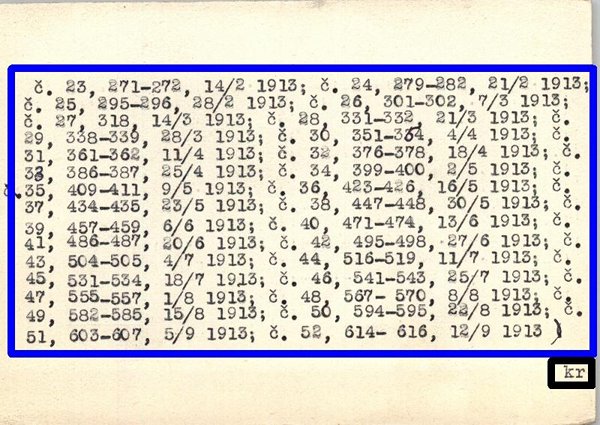 č. 23, 271-272, 14/2 1913; č. 24, 279-282, 21/2 1913;
č. 25, 295-296, 28/2 1913; č. 26, 301-302, 7/3 1913;
č. 27, 318, 14/3 1913; č. 28, 331-332, 21/3 1913; č.
29, 338-339, 28/3 1913; č. 30, 351-354, 4/4 1913; č.
31, 361-362, 11/4 1913; č. 32, 376-378, 18/4 1913; č.
33, 386-387, 25/4 1913; č. 34, 399-400, 2/5 1913; č.
č. 35, 409-411, 9/5 1913; č. 36, 423-426, 16/5 1913; č.
37, 434-435, 23/5 1913; č. 38, 447-448, 30/5 1913; č.
39, 457-459, 6/6 1913; č. 40, 471-474, 13/6 1913; č.
41, 486-487, 20/6 1913; č. 42, 495-498, 27/6 1913; č.
43, 504-505, 4/7 1913; č. 44, 516-519, 11/7 1913; č.
45, 531-534, 18/7 1913; č. 46, 541-543, 25/7 1913; č.
47, 555-557, 1/8 1913; č. 48, 567- 570, 8/8 1913; č.
49, 582-585, 15/8 1913; č. 50, 594-595, 22/8 1913; č.
51, 603-607, 5/9 1913; č. 52, 614- 616, 12/9 1913 )
kr